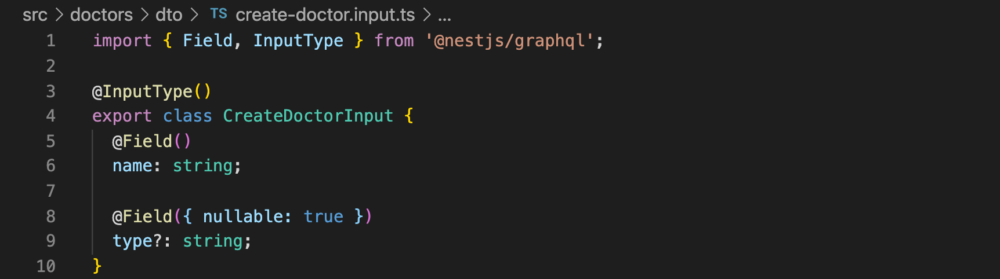 src > doctors > dto > TS create-doctor.input.ts > ...
1 import { Field, InputType } from '@nestjs/graphql';
2
3 @InputType()
4 export class CreateDoctorInput {
5 @Field()
6 name: string;
7
8 @Field({ nullable: true })
9 type?: string;
10 }